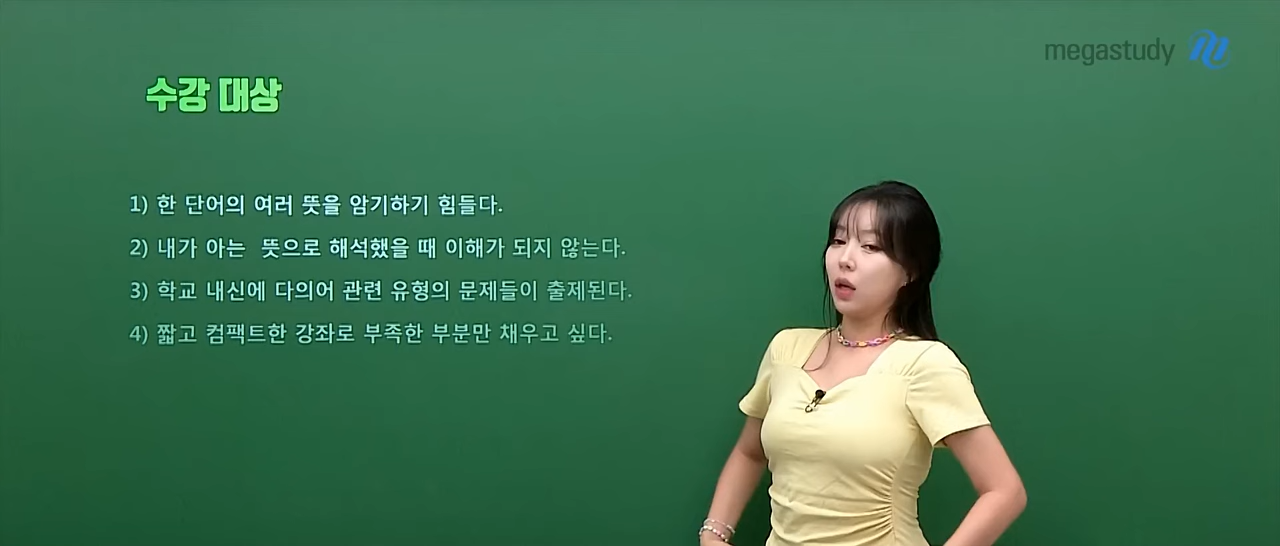 megastudy
수강 대상
1) 한 단어의 여러 뜻을 암기하기 힘들다.
2) 내가 아는  뜻으로 해석했을 때 이해가 되지 않는다.
3) 학교 내신에 다의어 관련 유형의 문제들이 출제된다.
4) 짧고 컴팩트한 강좌로 부족한 부분만 채우고 싶다.